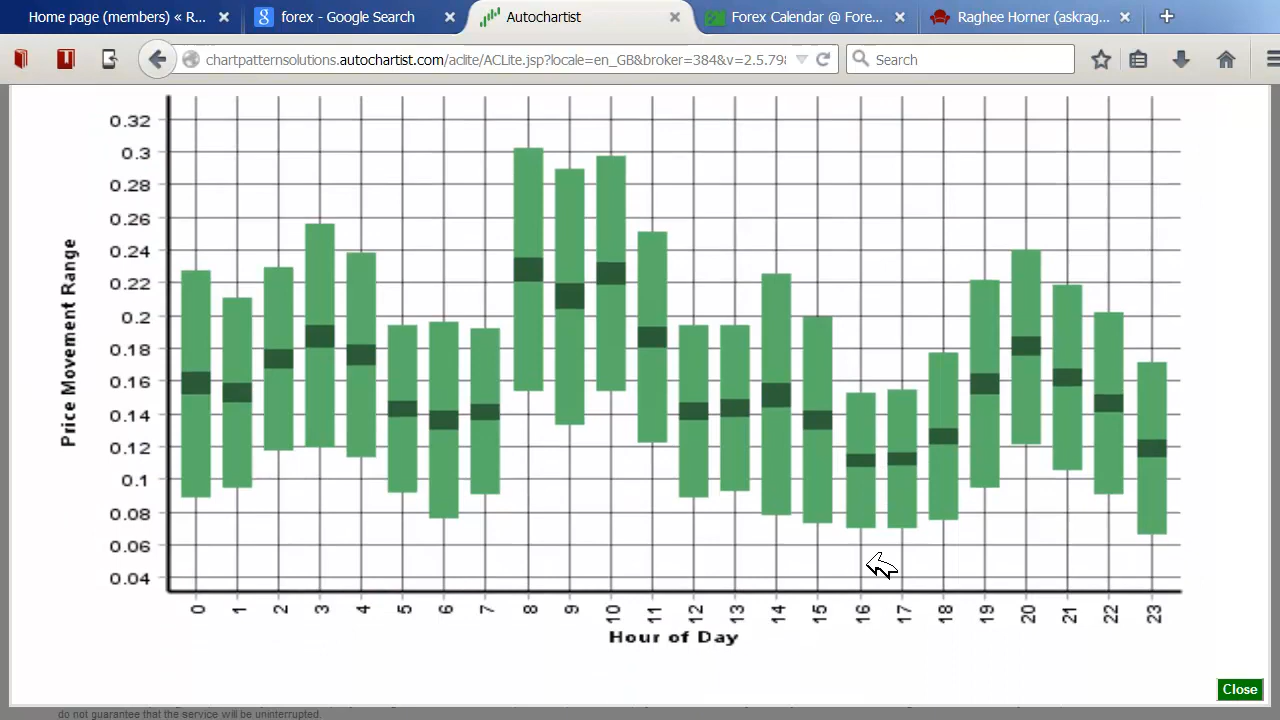 Home page (members) « R...
forex - Google Search
Autochartist
Forex Calendar @ Fore...
Raghee Horner (askrag...
chartpatternsolutions.autochartist.com/aclite/ACLite.jsp?locale=en_GB&broker=384&v=2.5.79
Search
0.32
0.3
0.28
0.26
0.24
0.22
0.2
0.18
0.16
0.14
0.12
0.1
0.08
0.06
0.04
Price Movement Range
0 1 2 3 4 5 6 7 8 9 10 11 12 13 14 15 16 17 18 19 20 21 22 23
Hour of Day
Close
do not guarantee that the service will be uninterrupted.